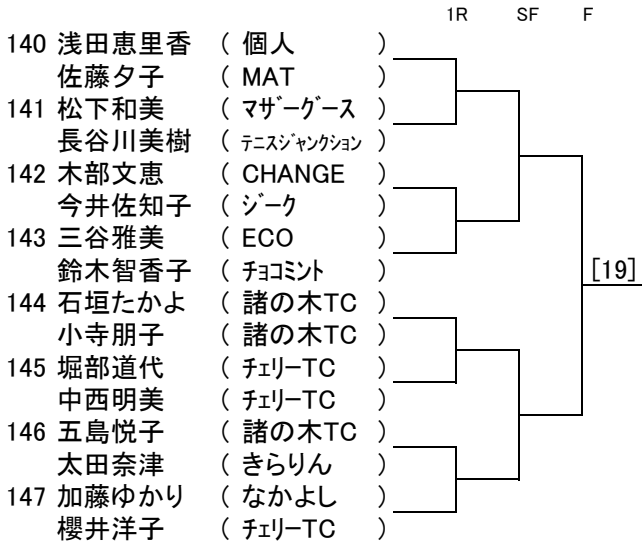 1R SF F
140 浅田恵里香 ( 個人 )
佐藤夕子 ( MAT )
141 松下和美 ( ﾏｻﾞｰｸﾞｰｽ )
長谷川美樹 ( ﾃﾆｽｼﾞｬﾝｸｼｮﾝ )
142 木部文恵 ( CHANGE )
今井佐知子 ( ｼﾞｰｸ )
143 三谷雅美 ( ECO )
鈴木智香子 ( ﾁｮｺﾐﾝﾄ )
[19]
144 石垣たかよ ( 諸の木TC )
小寺朋子 ( 諸の木TC )
145 堀部道代 ( ﾁｪﾘｰTC )
中西明美 ( ﾁｪﾘｰTC )
146 五島悦子 ( 諸の木TC )
太田奈津 ( きらりん )
147 加藤ゆかり ( なかよし )
櫻井洋子 ( ﾁｪﾘｰTC )